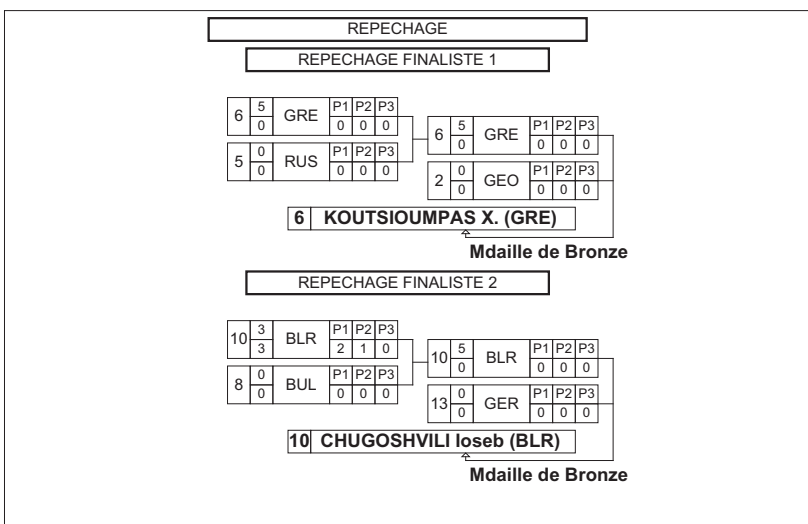 REPECHAGE
REPECHAGE FINALISTE 1
6 5 0 GRE P1 P2 P3 0 0 0
5 0 0 RUS P1 P2 P3 0 0 0
6 5 0 GRE P1 P2 P3 0 0 0
2 0 0 GEO P1 P2 P3 0 0 0
6 KOUTSIOUMPAS X. (GRE)
Mdaille de Bronze
REPECHAGE FINALISTE 2
10 3 3 BLR P1 P2 P3 2 1 0
8 0 0 BUL P1 P2 P3 0 0 0
10 5 0 BLR P1 P2 P3 0 0 0
13 0 0 GER P1 P2 P3 0 0 0
10 CHUGOSHVILI Ioseb (BLR)
Mdaille de Bronze